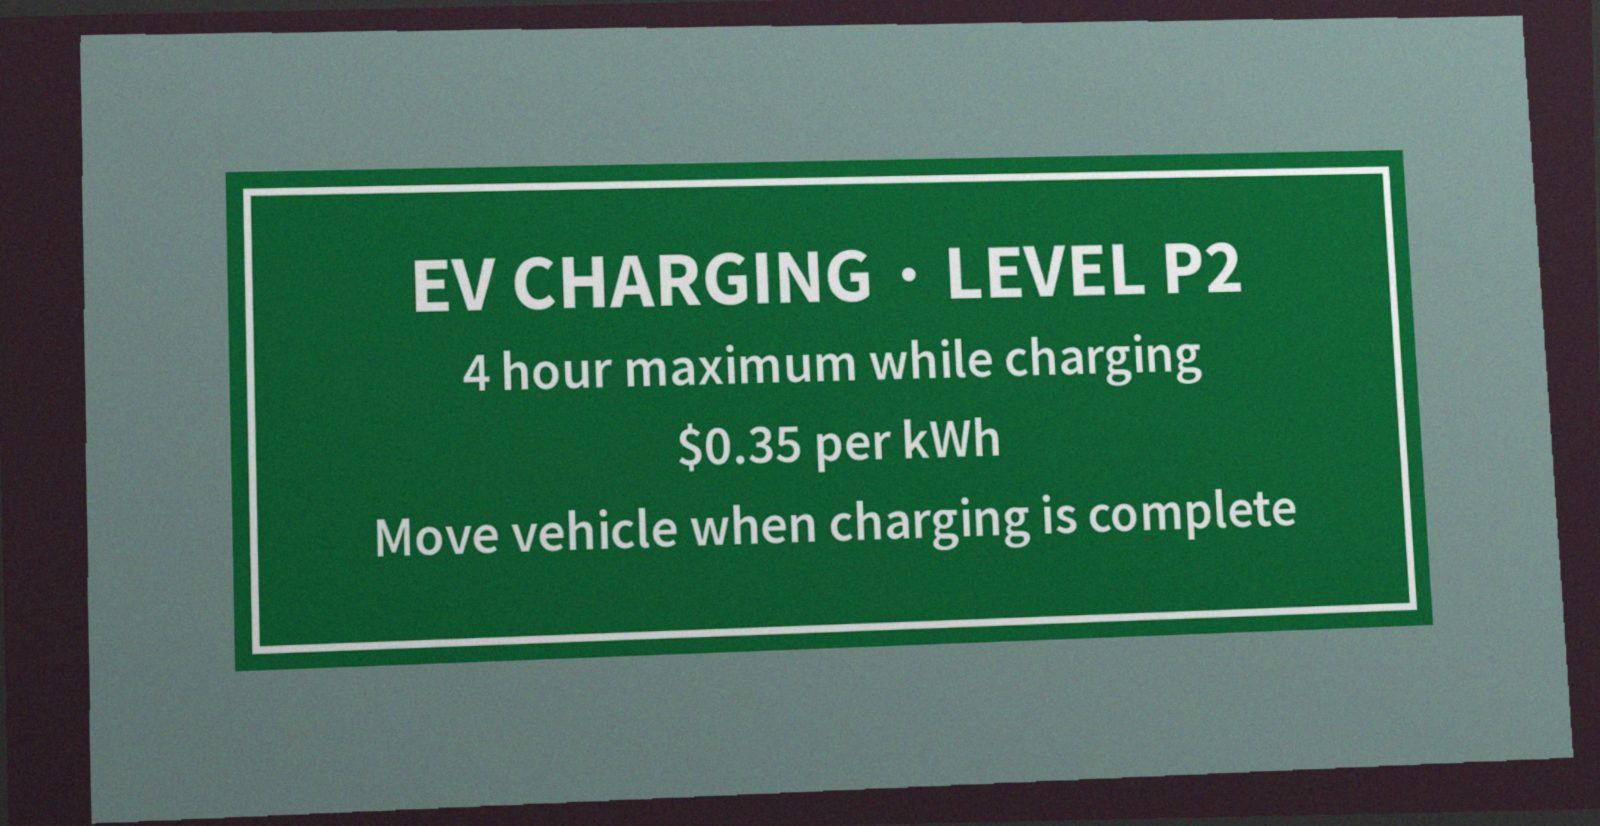 EV CHARGING • LEVEL P2
4 hour maximum while charging
$0.35 per kWh
Move vehicle when charging is complete